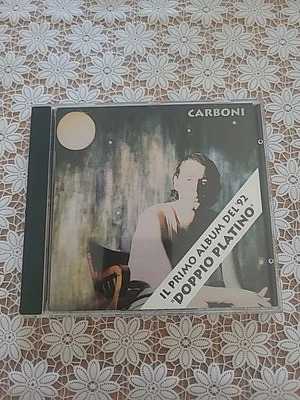 CARBONI
IL PRIMO ALBUM DEL '92
"DOPPIO PLATINO"